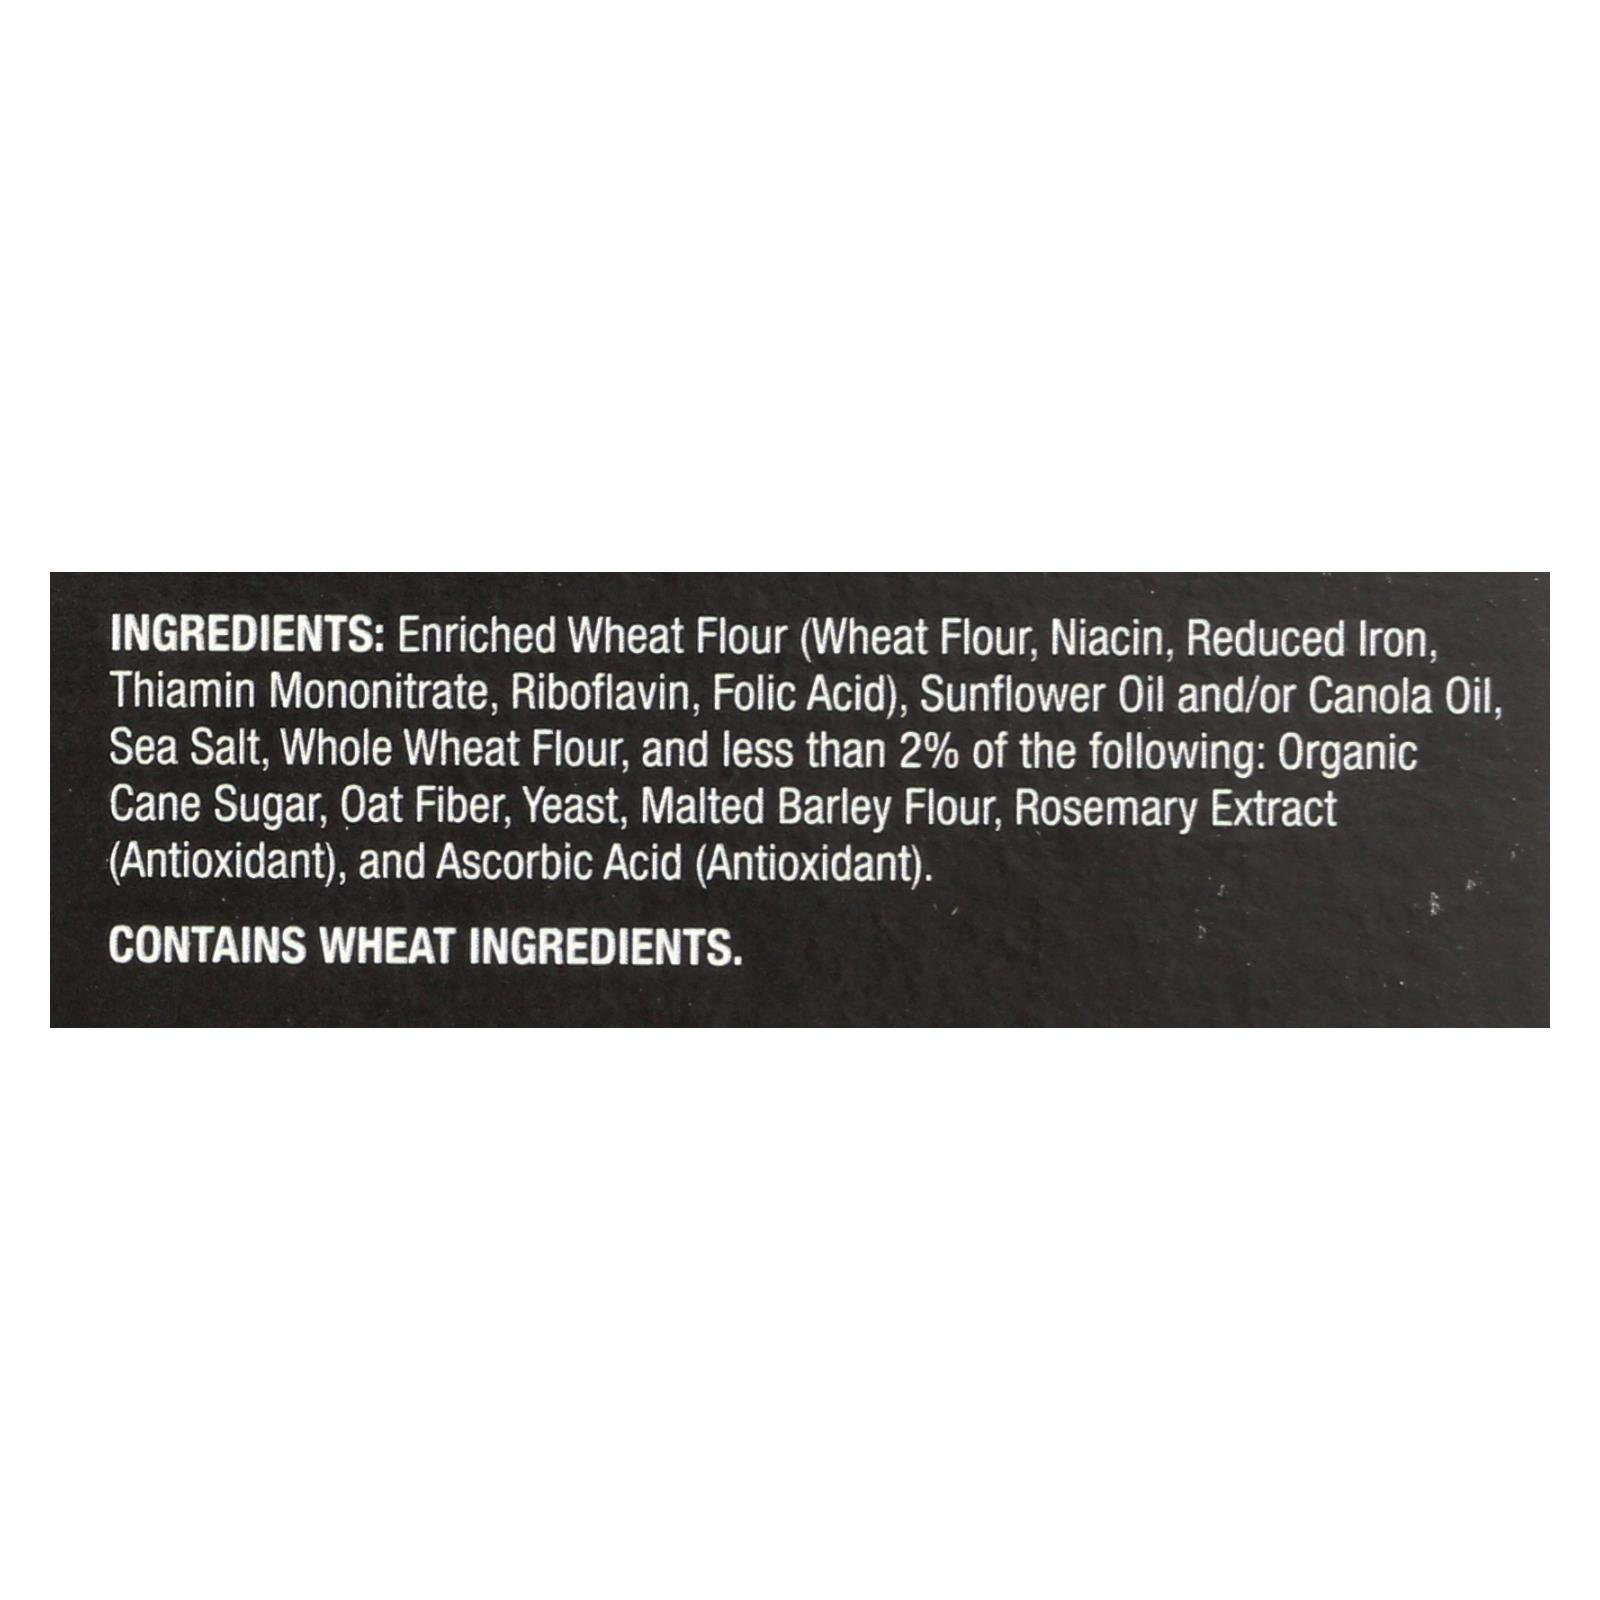 INGREDIENTS: Enriched Wheat Flour (Wheat Flour, Niacin, Reduced Iron,
Thiamin Mononitrate, Riboflavin, Folic Acid), Sunflower Oil and/or Canola Oil,
Sea Salt, Whole Wheat Flour, and less than 2% of the following: Organic
Cane Sugar, Oat Fiber, Yeast, Malted Barley Flour, Rosemary Extract
(Antioxidant), and Ascorbic Acid (Antioxidant).
CONTAINS WHEAT INGREDIENTS.